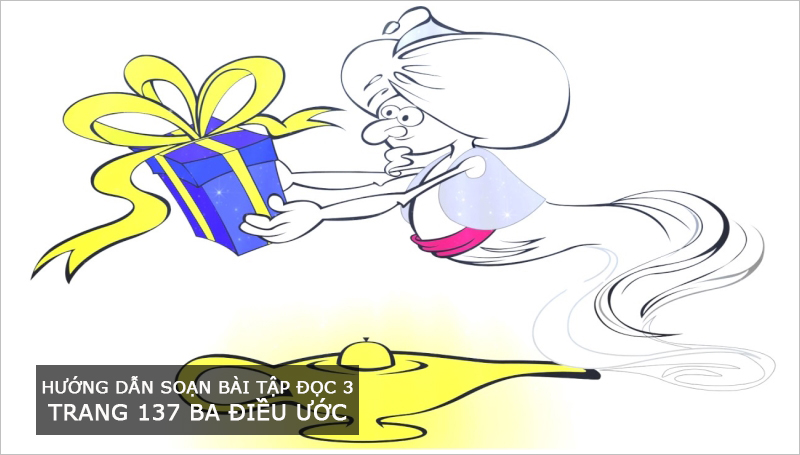 HƯỚNG DẪN SOẠN BÀI TẬP ĐỌC 3
TRANG 137 BA ĐIỀU ƯỚC